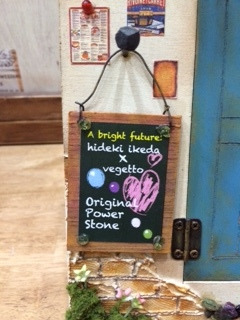 A bright future:
hideki ikeda
x
vegetto
Original
Power
Stone